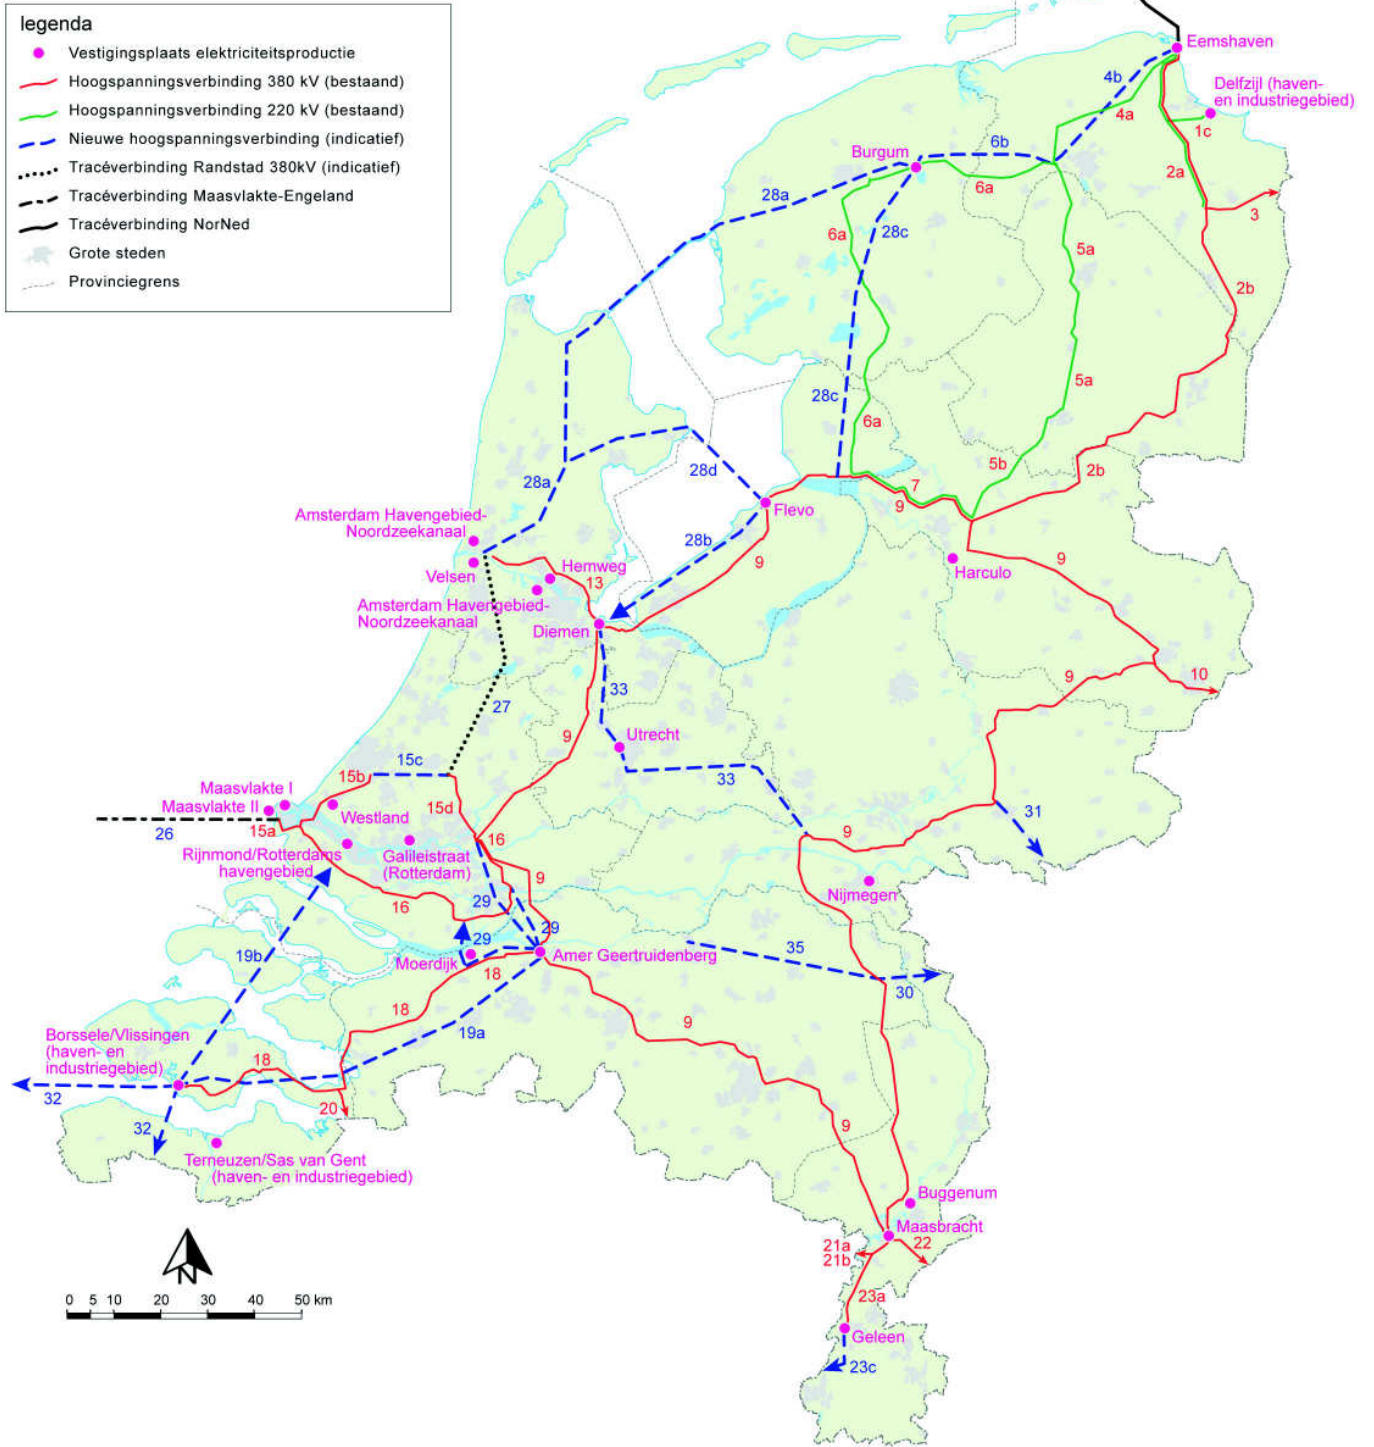 legenda
Vestigingsplaats elektriciteitsproductie
Hoogspanningsverbinding 380 kV (bestaand)
Hoogspanningsverbinding 220 kV (bestaand)
Nieuwe hoogspanningsverbinding (indicatief)
Tracéverbinding Randstad 380kV (indicatief)
Tracéverbinding Maasvlakte-Engeland
Tracéverbinding NorNed
Grote steden
Provinciegrens
Eemshaven
4b
Delfzijl (haven-
en industriegebied)
4a
1c
6b
Burgum
2a
6a
28a
3
6a
28c
5a
2b
5a
28c
6a
5b
2b
28d
28a
7
9
Flevo
Amsterdam Havengebied-
Noordzeekanaal
28b
9
9
Velsen
Hemweg
13
Harculo
Amsterdam Havengebied-
Noordzeekanaal
Diemen
9
10
33
27
9
Utrecht
15c
15b
33
Maasvlakte I
Maasvlakte II
15d
Westland
31
26
15a
16
9
Rijnmond/Rotterdams
havengebied
Galileistraat
(Rotterdam)
9
Nijmegen
16
29
29
29
35
19b
Moerdijk
Amer Geertruidenberg
18
30
18
9
19a
Borssele/Vlissingen
(haven- en
industriegebied)
18
32
20
32
9
Terneuzen/Sas van Gent
(haven- en industriegebied)
Buggenum
Maasbracht
21a
21b
22
N
23a
0 5 10 20 30 40 50 km
Geleen
23c